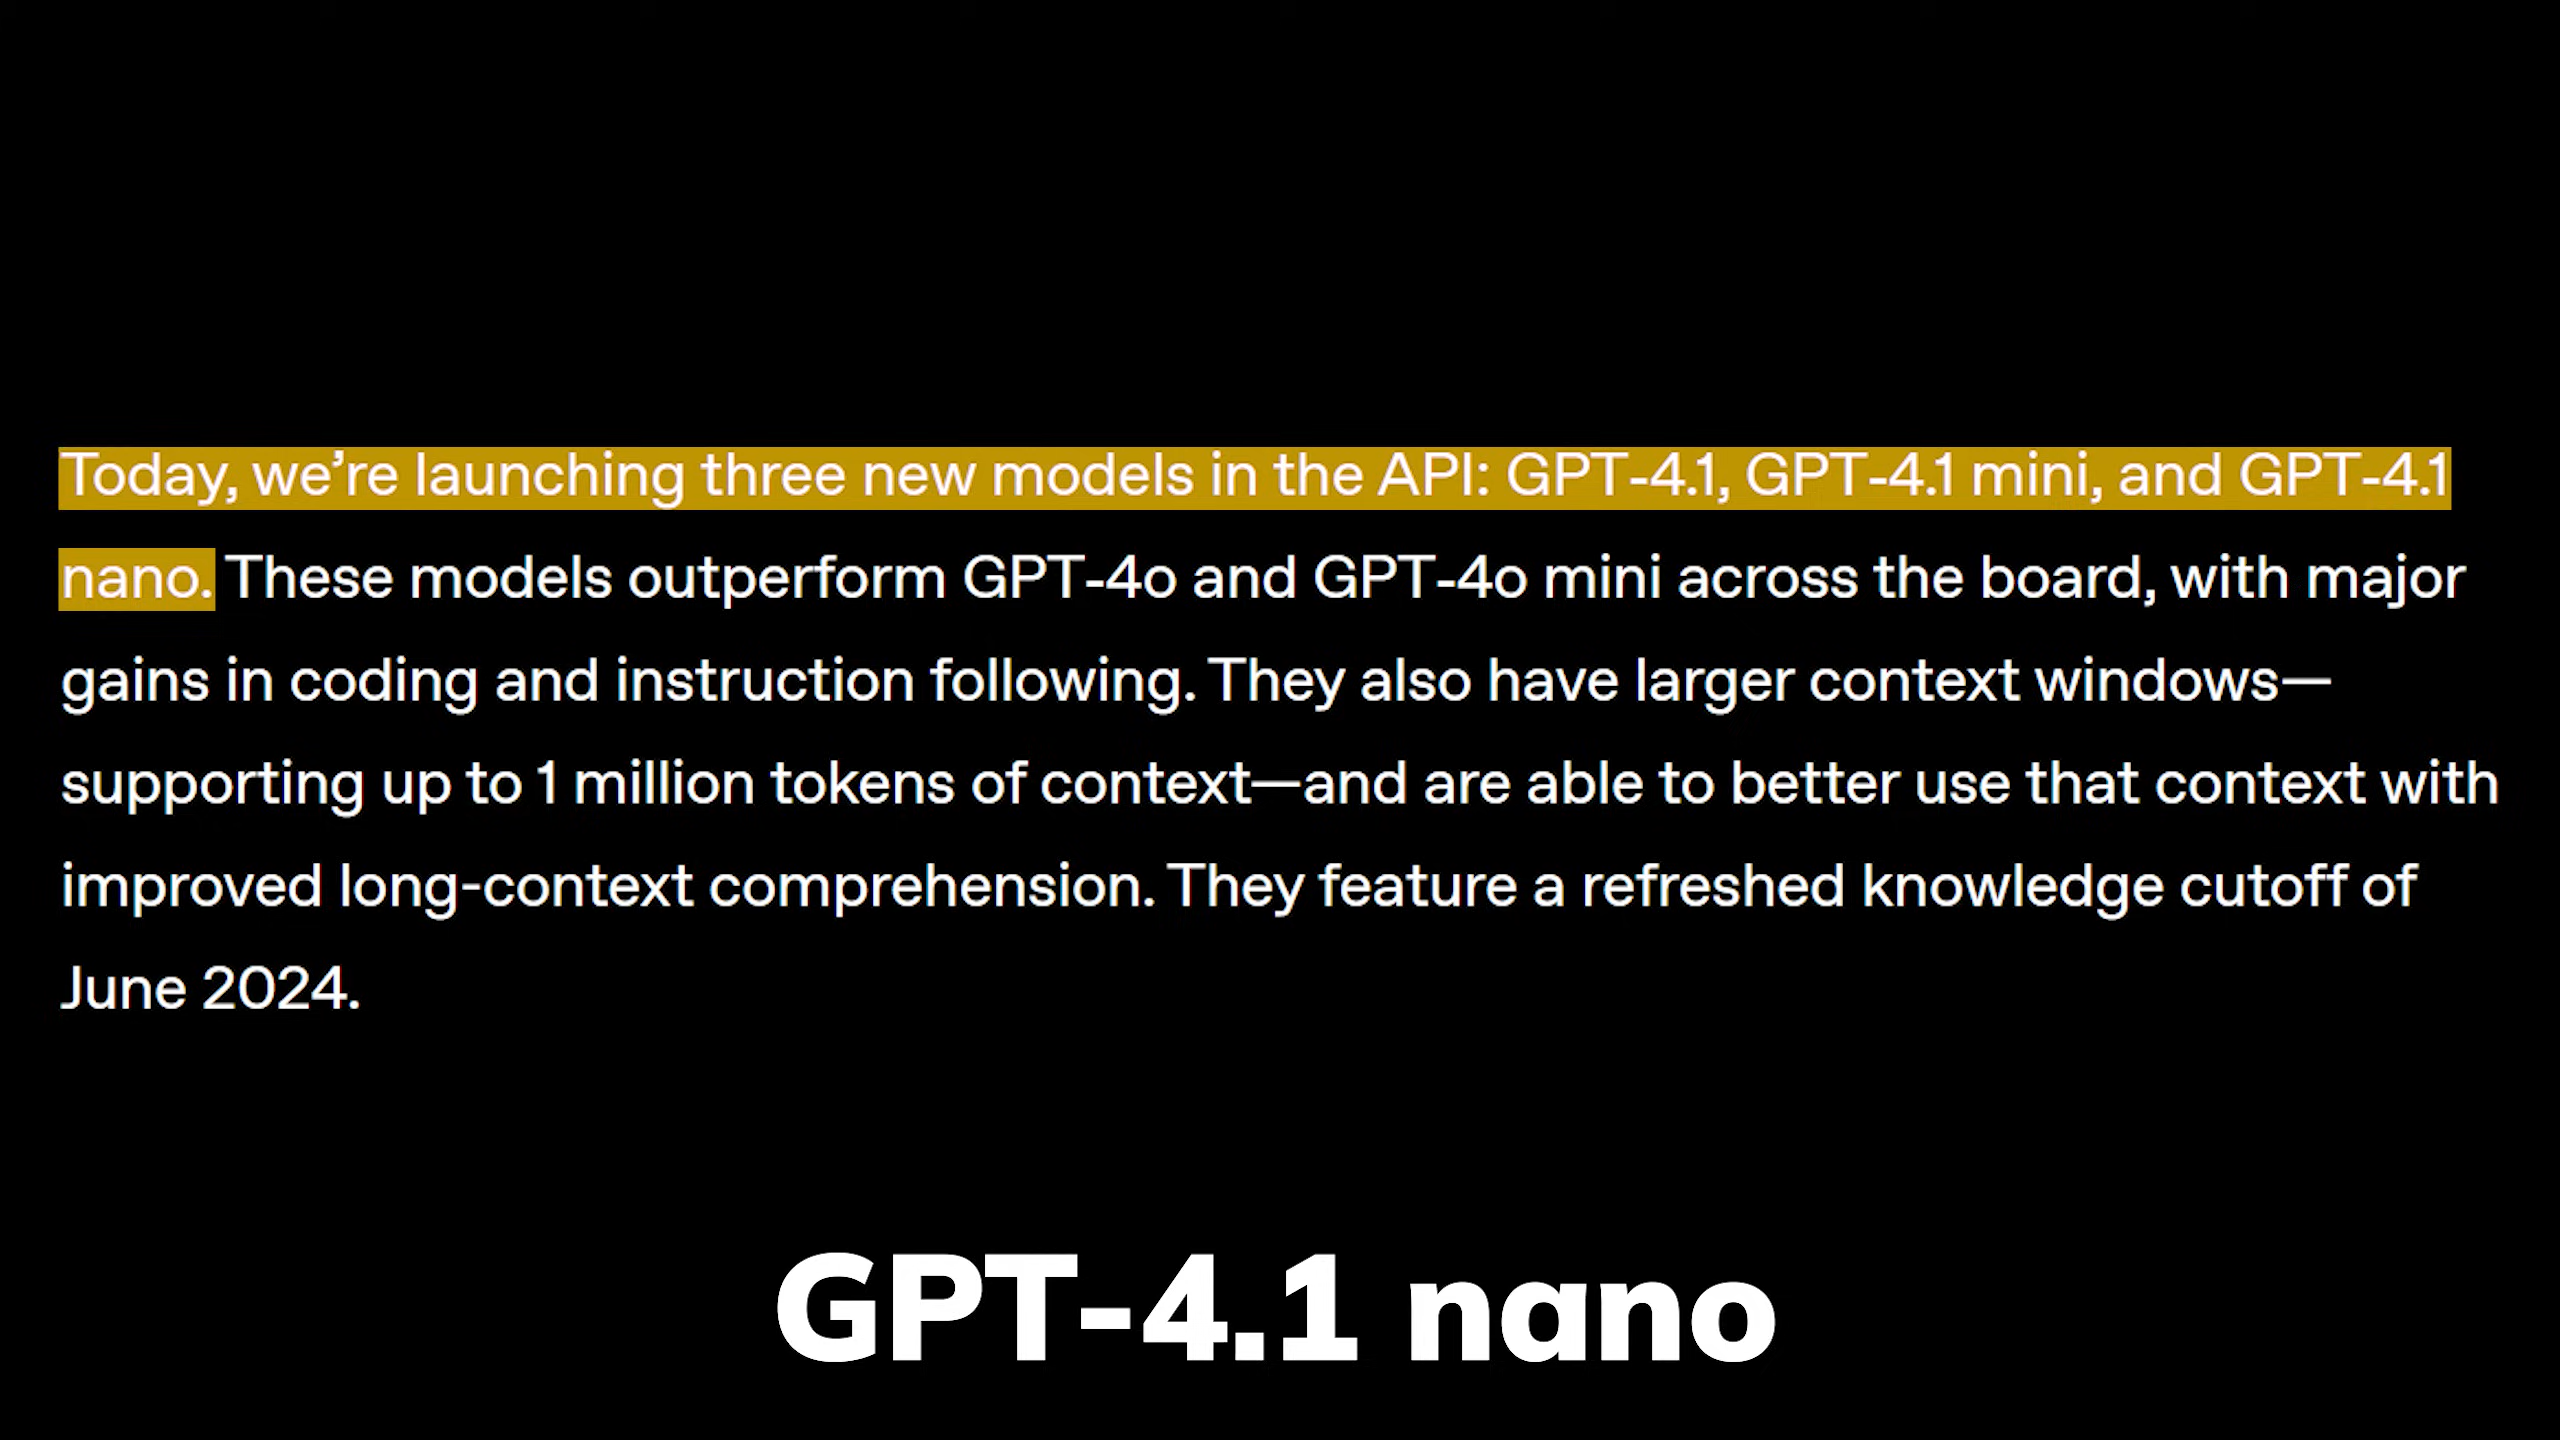 Today, we’re launching three new models in the API: GPT-4.1, GPT-4.1 mini, and GPT-4.1
nano. These models outperform GPT-4o and GPT-4o mini across the board, with major
gains in coding and instruction following. They also have larger context windows—
supporting up to 1 million tokens of context—and are able to better use that context with
improved long-context comprehension. They feature a refreshed knowledge cutoff of
June 2024.
GPT-4.1 nano